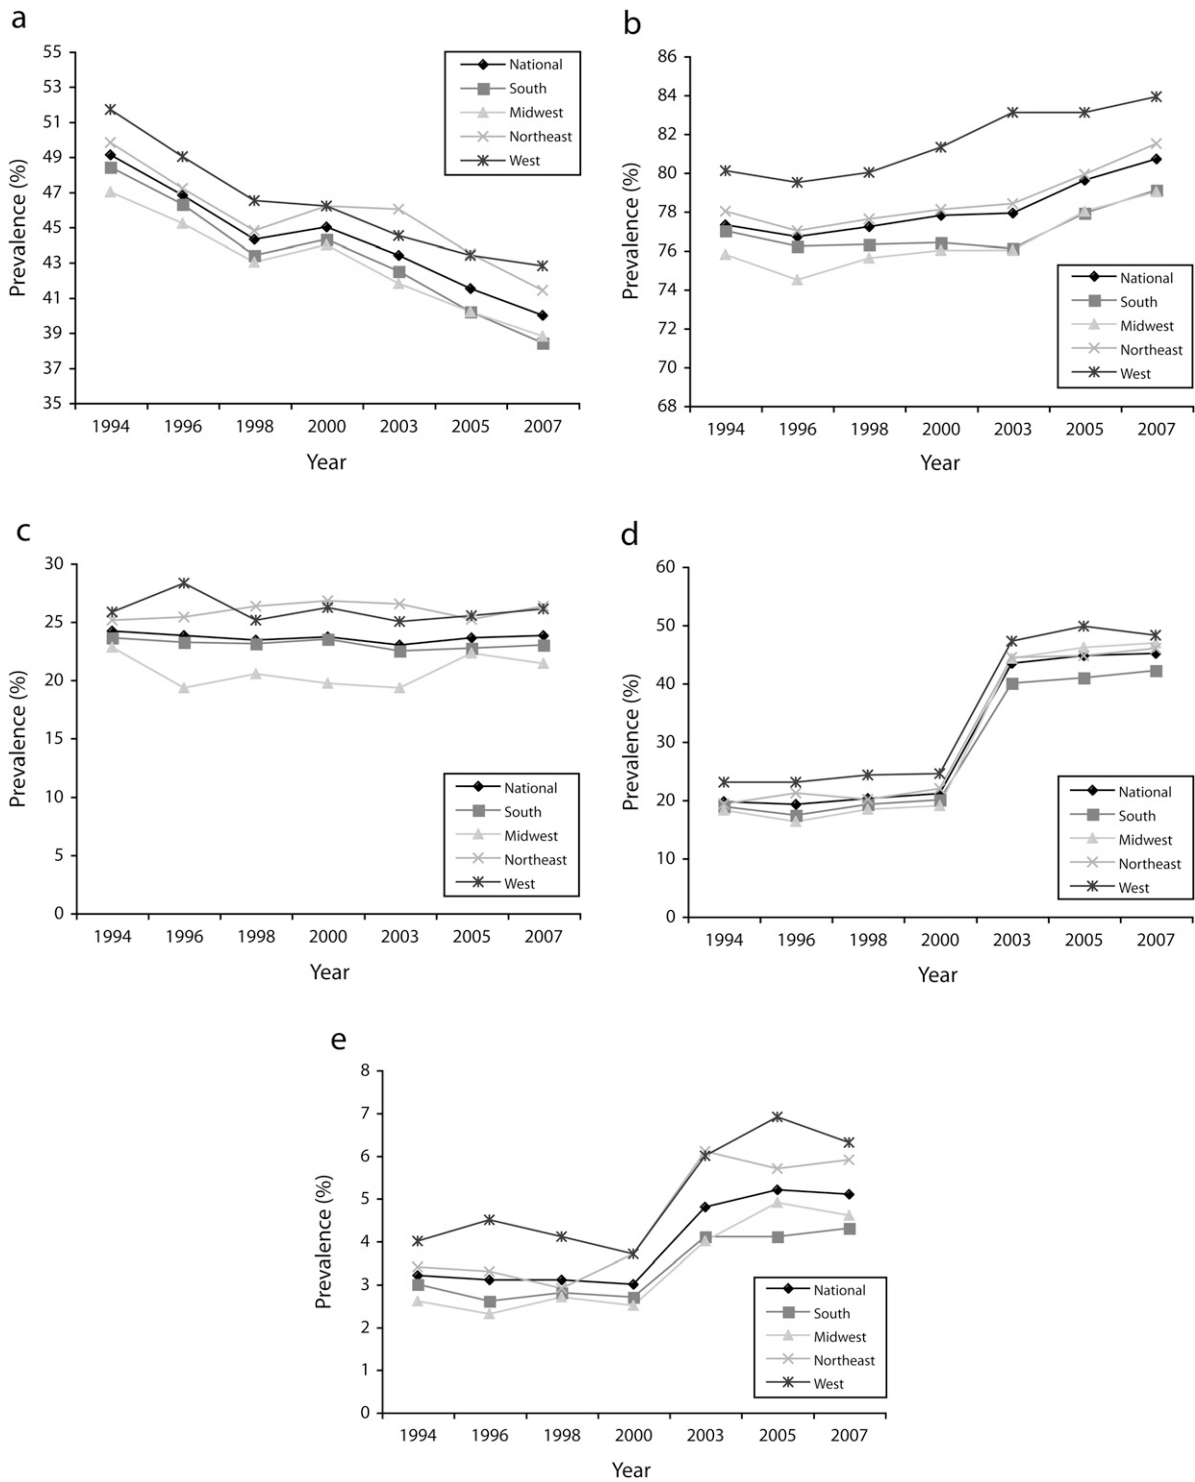 a
55
53
51
49
47
45
43
41
39
37
35
Prevalence (%)
1994 1996 1998 2000 2003 2005 2007
Year
National
South
Midwest
Northeast
West
b
86
84
82
80
78
76
74
72
70
68
Prevalence (%)
1994 1996 1998 2000 2003 2005 2007
Year
National
South
Midwest
Northeast
West
c
30
25
20
15
10
5
0
Prevalence (%)
1994 1996 1998 2000 2003 2005 2007
Year
National
South
Midwest
Northeast
West
d
60
50
40
30
20
10
0
Prevalence (%)
1994 1996 1998 2000 2003 2005 2007
Year
National
South
Midwest
Northeast
West
e
8
7
6
5
4
3
2
1
0
Prevalence (%)
1994 1996 1998 2000 2003 2005 2007
Year
National
South
Midwest
Northeast
West